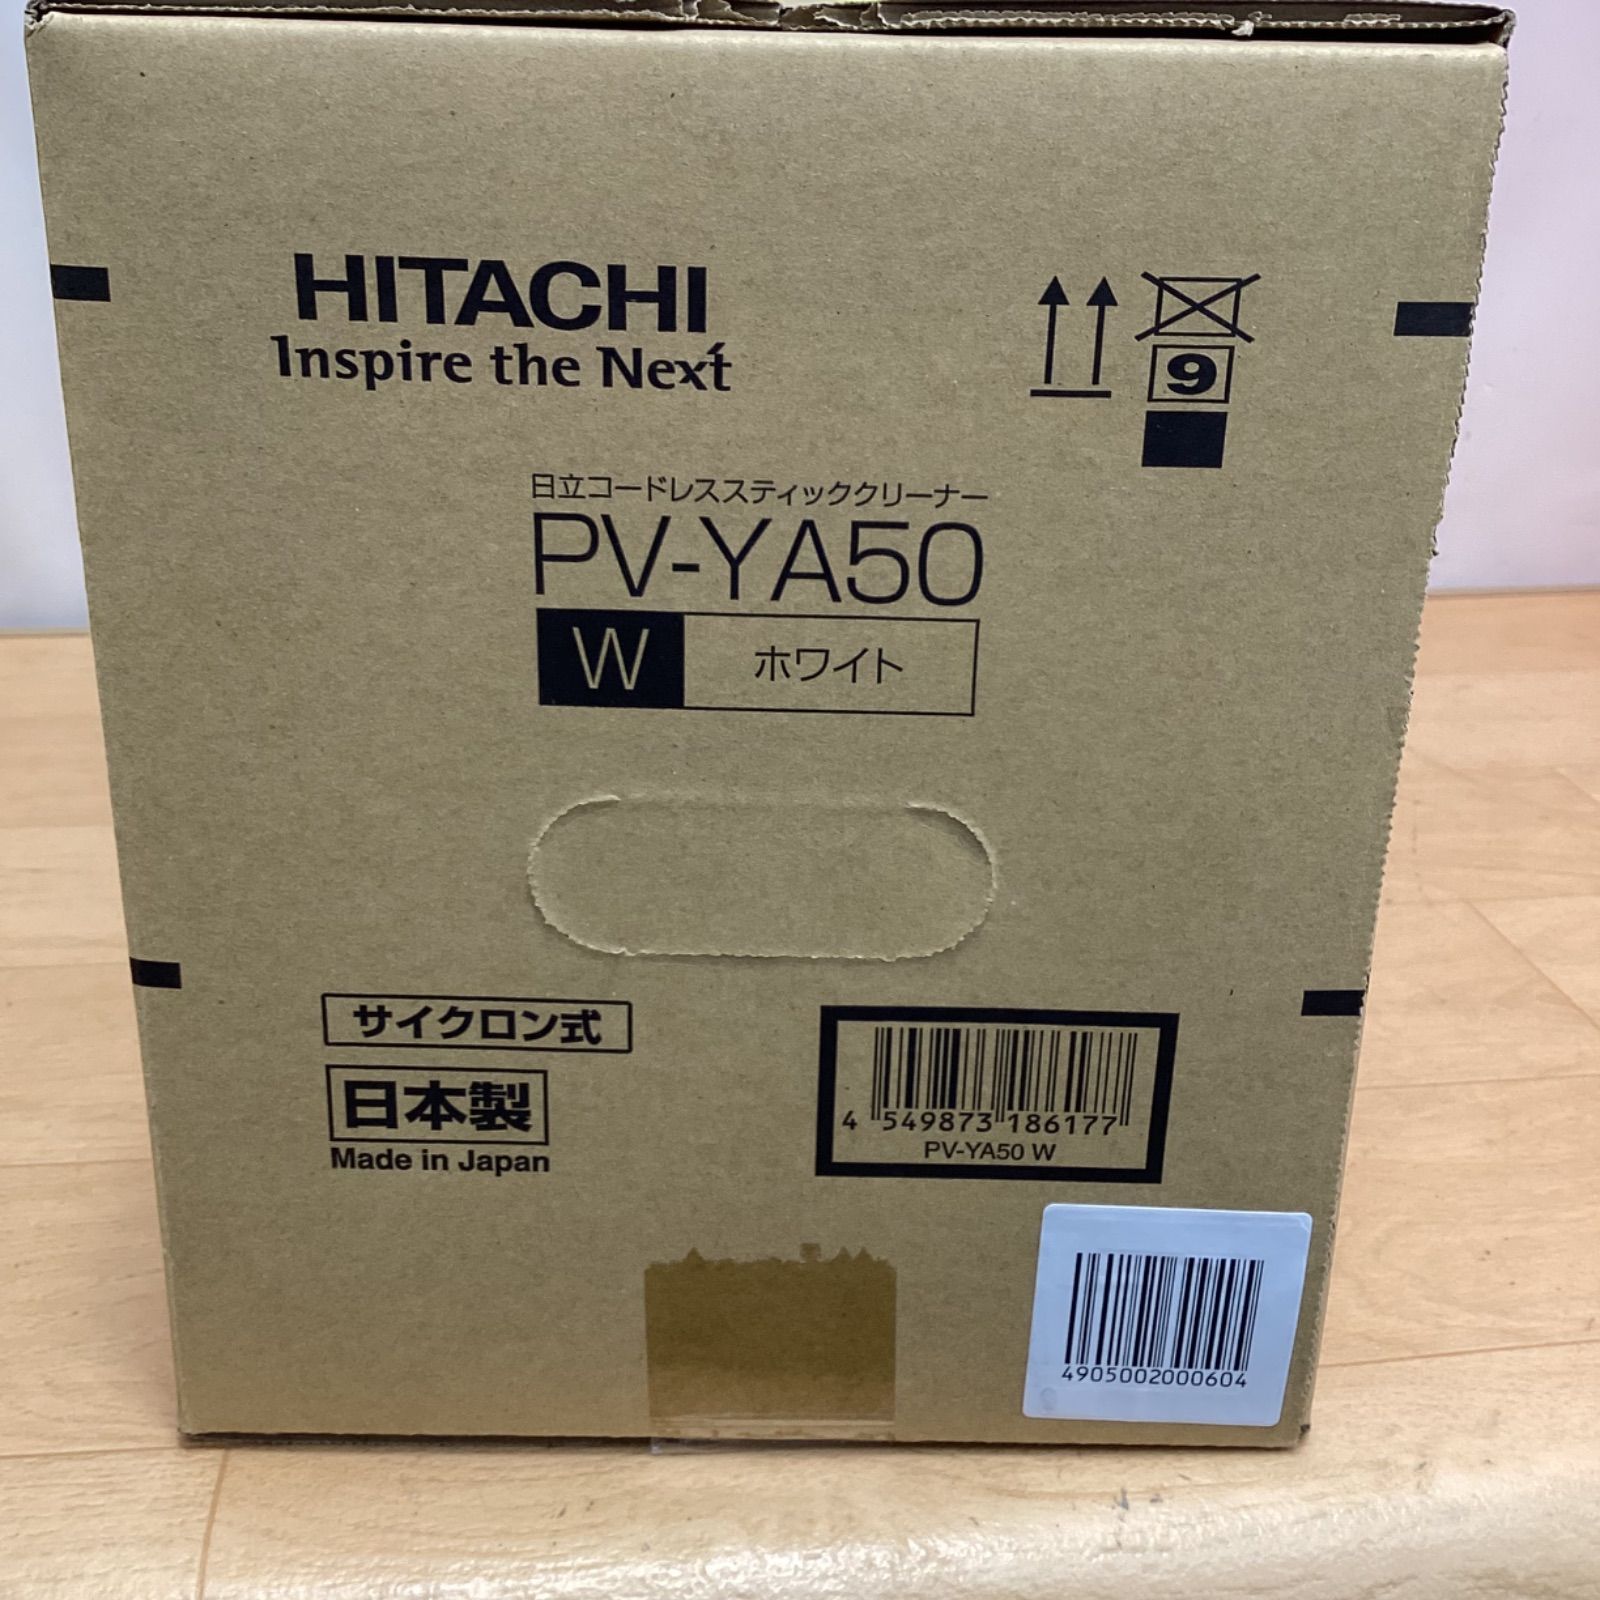 HITACHI
Inspire the Next
9
日立コードレススティッククリーナー
PV-YA50
W ホワイト
サイクロン式
日本製
Made in Japan
4 549873 186177
PV-YA50 W
4905002000604